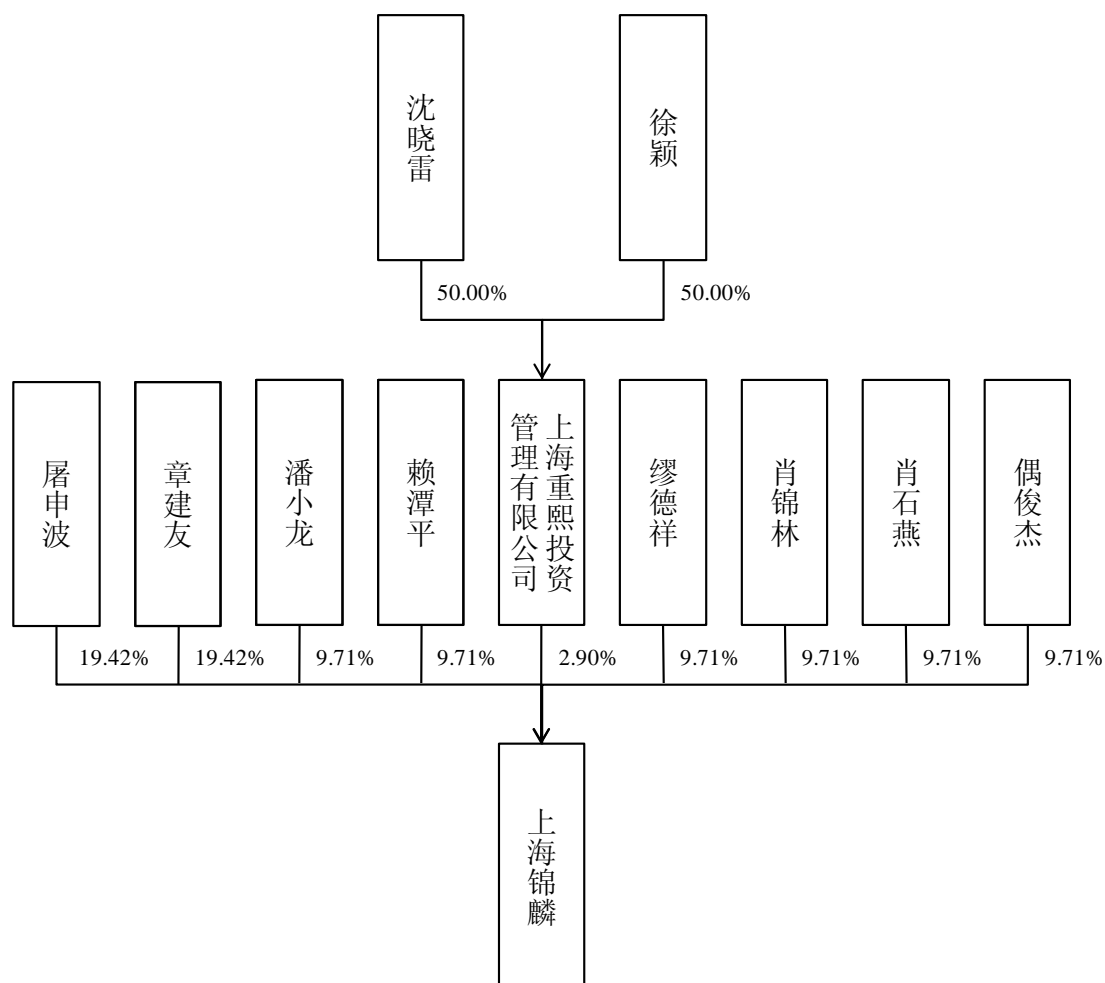 沈晓雷
徐颖
50.00%
50.00%
屠申波
章建友
潘小龙
赖潭平
上海重熙投资
管理有限公司
缪德祥
肖锦林
肖石燕
偶俊杰
19.42%
19.42%
9.71%
9.71%
2.90%
9.71%
9.71%
9.71%
9.71%
上海锦麟